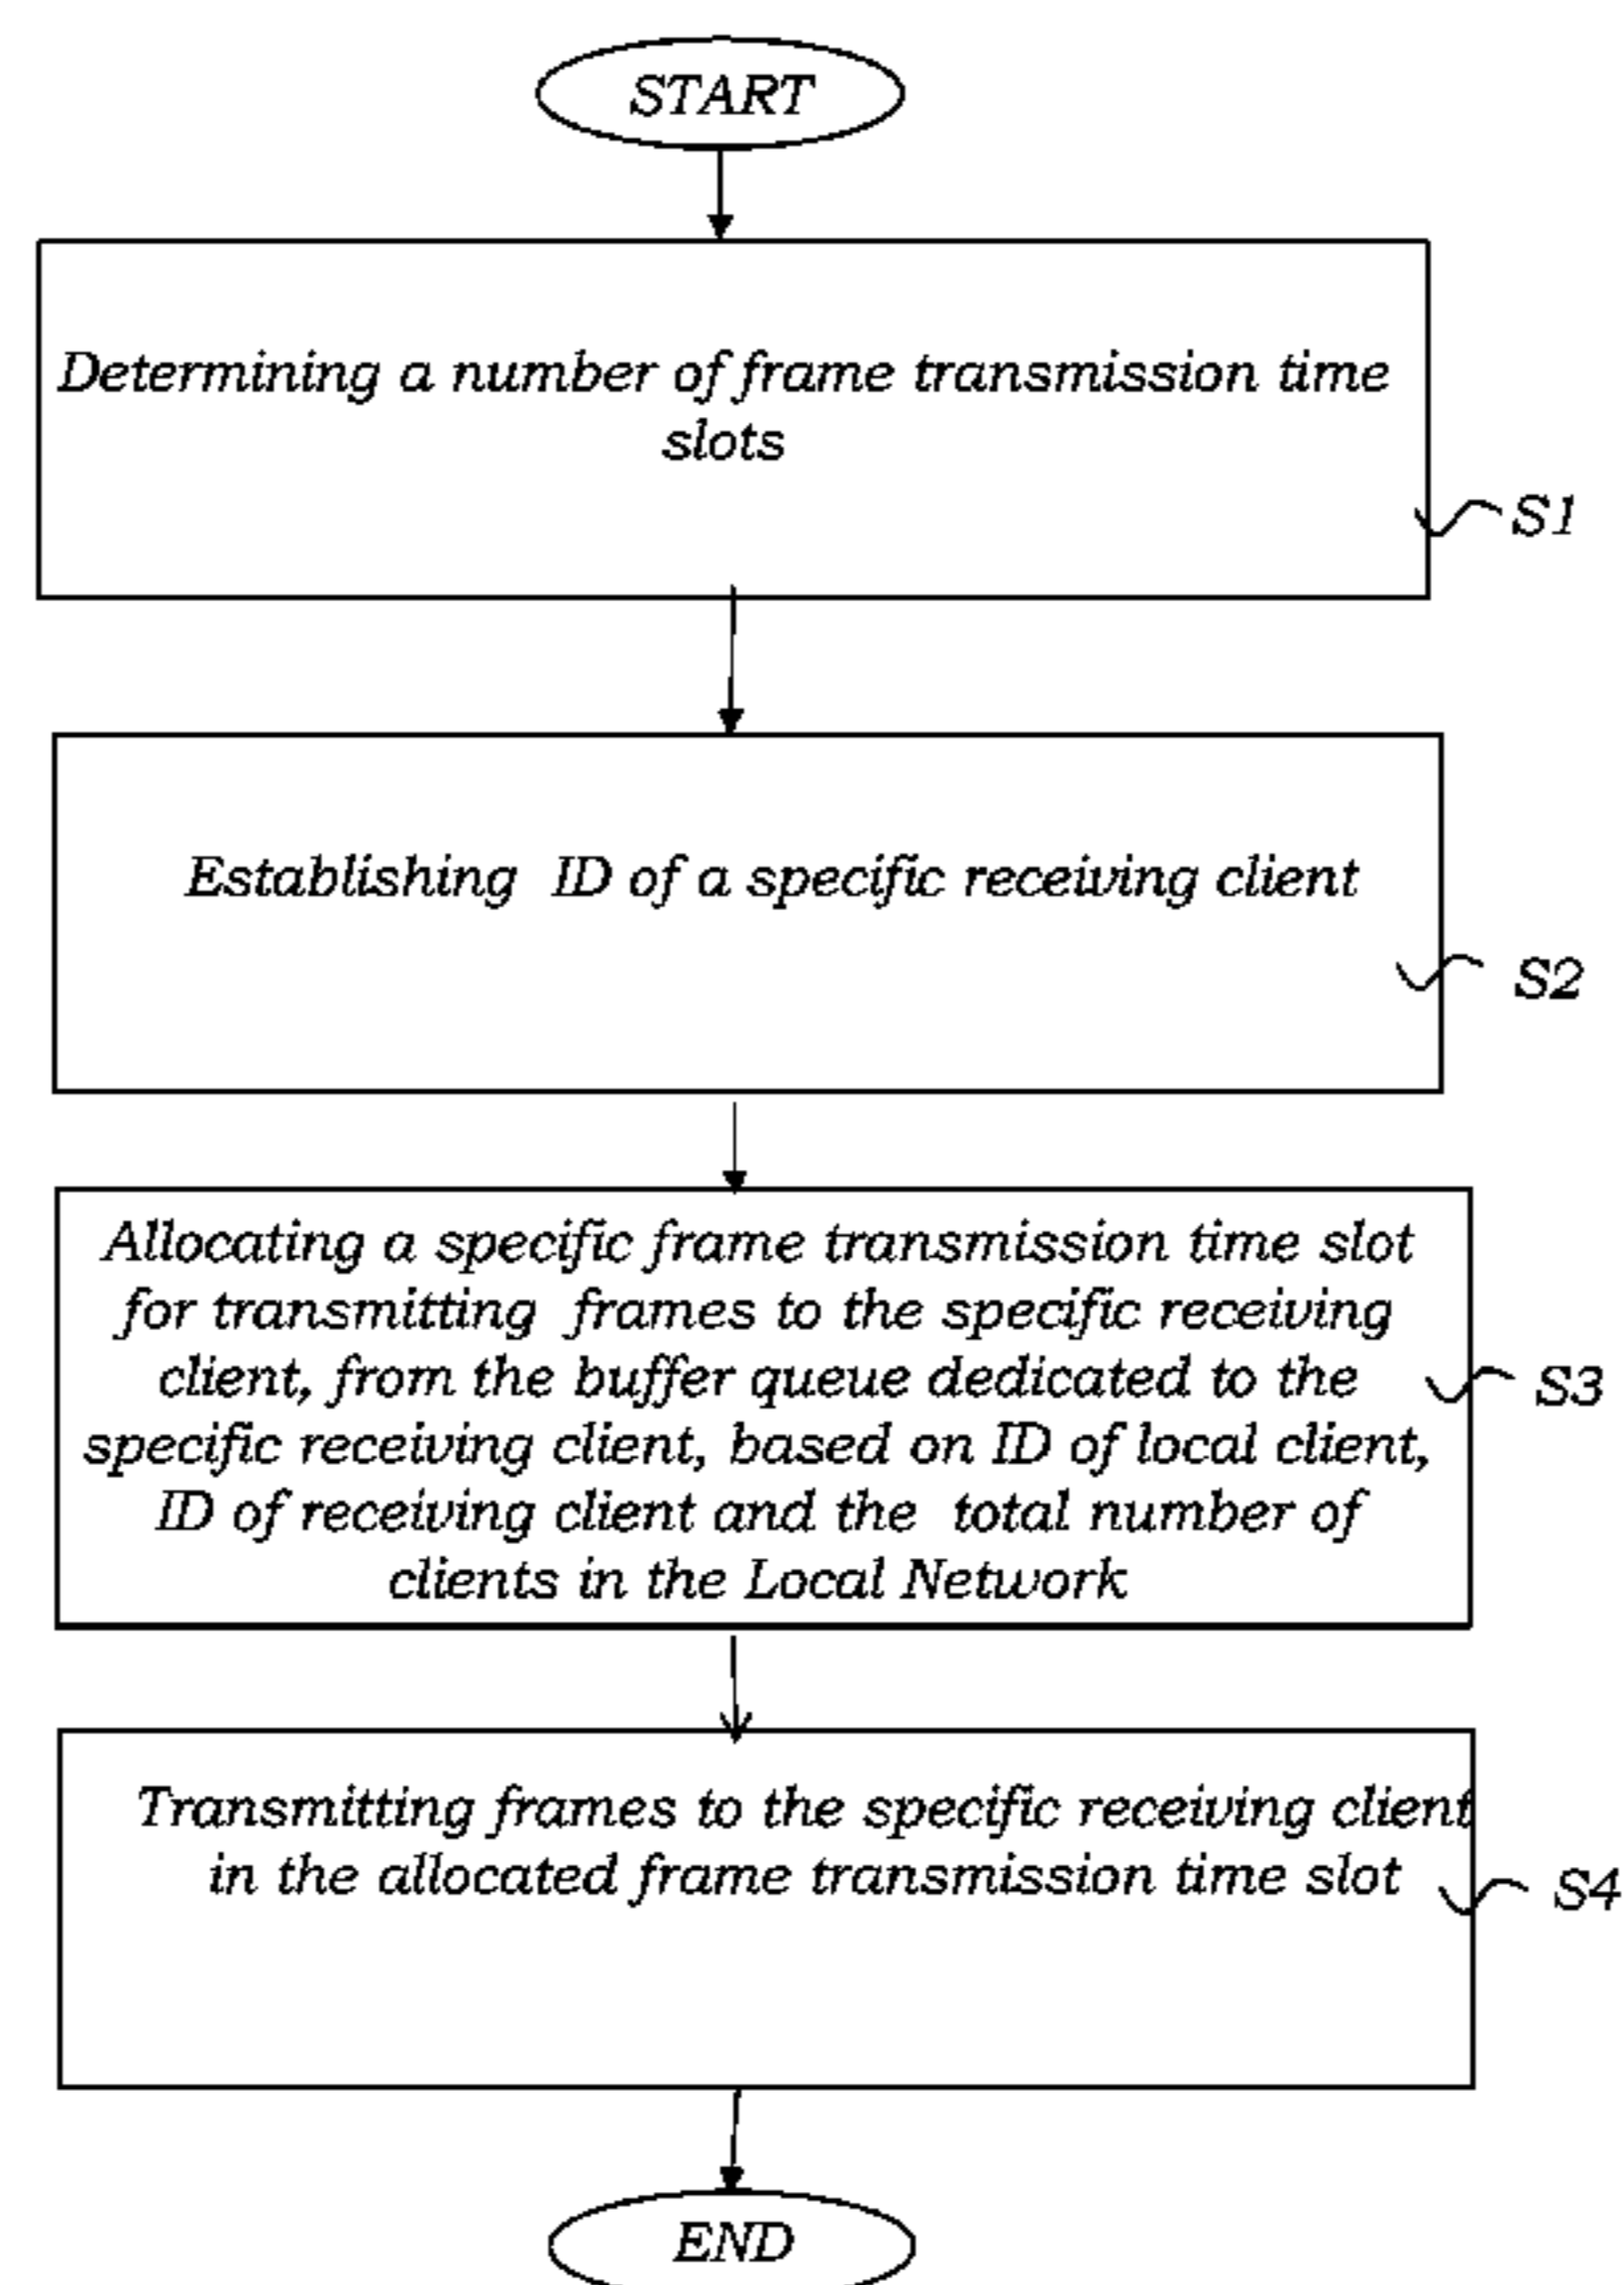 START
Determining a number of frame transmission time
slots
S1
Establishing ID of a specific receiving client
S2
Allocating a specific frame transmission time slot
for transmitting frames to the specific receiving
client, from the buffer queue dedicated to the
specific receiving client, based on ID of local client,
ID of receiving client and the total number of
clients in the Local Network
S3
Transmitting frames to the specific receiving client
in the allocated frame transmission time slot
S4
END